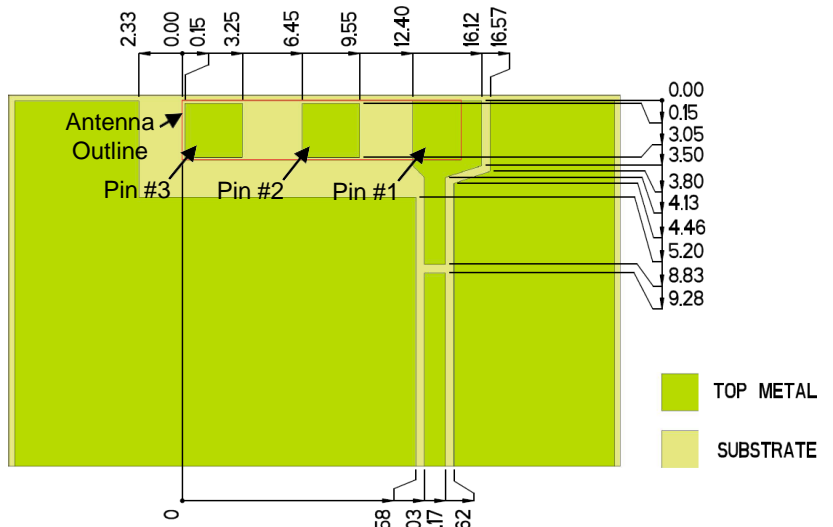 2.33
0.00
0.15
3.25
6.45
9.55
12.40
16.12
16.57
0.00
0.15
3.05
3.50
3.80
4.13
4.46
5.20
8.83
9.28
Antenna
Outline
Pin #3
Pin #2
Pin #1
TOP METAL
SUBSTRATE
0